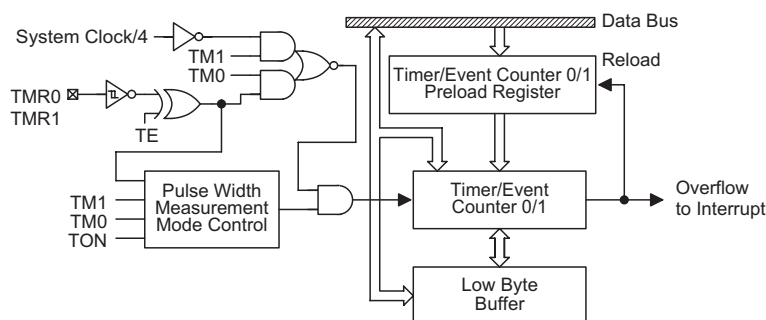 Data Bus
System Clock/4
TM1
TM0
Reload
Timer/Event Counter 0/1
Preload Register
TMR0
TMR1
TE
Pulse Width
Measurement
Mode Control
TM1
TM0
TON
Timer/Event
Counter 0/1
Overflow
to Interrupt
Low Byte
Buffer